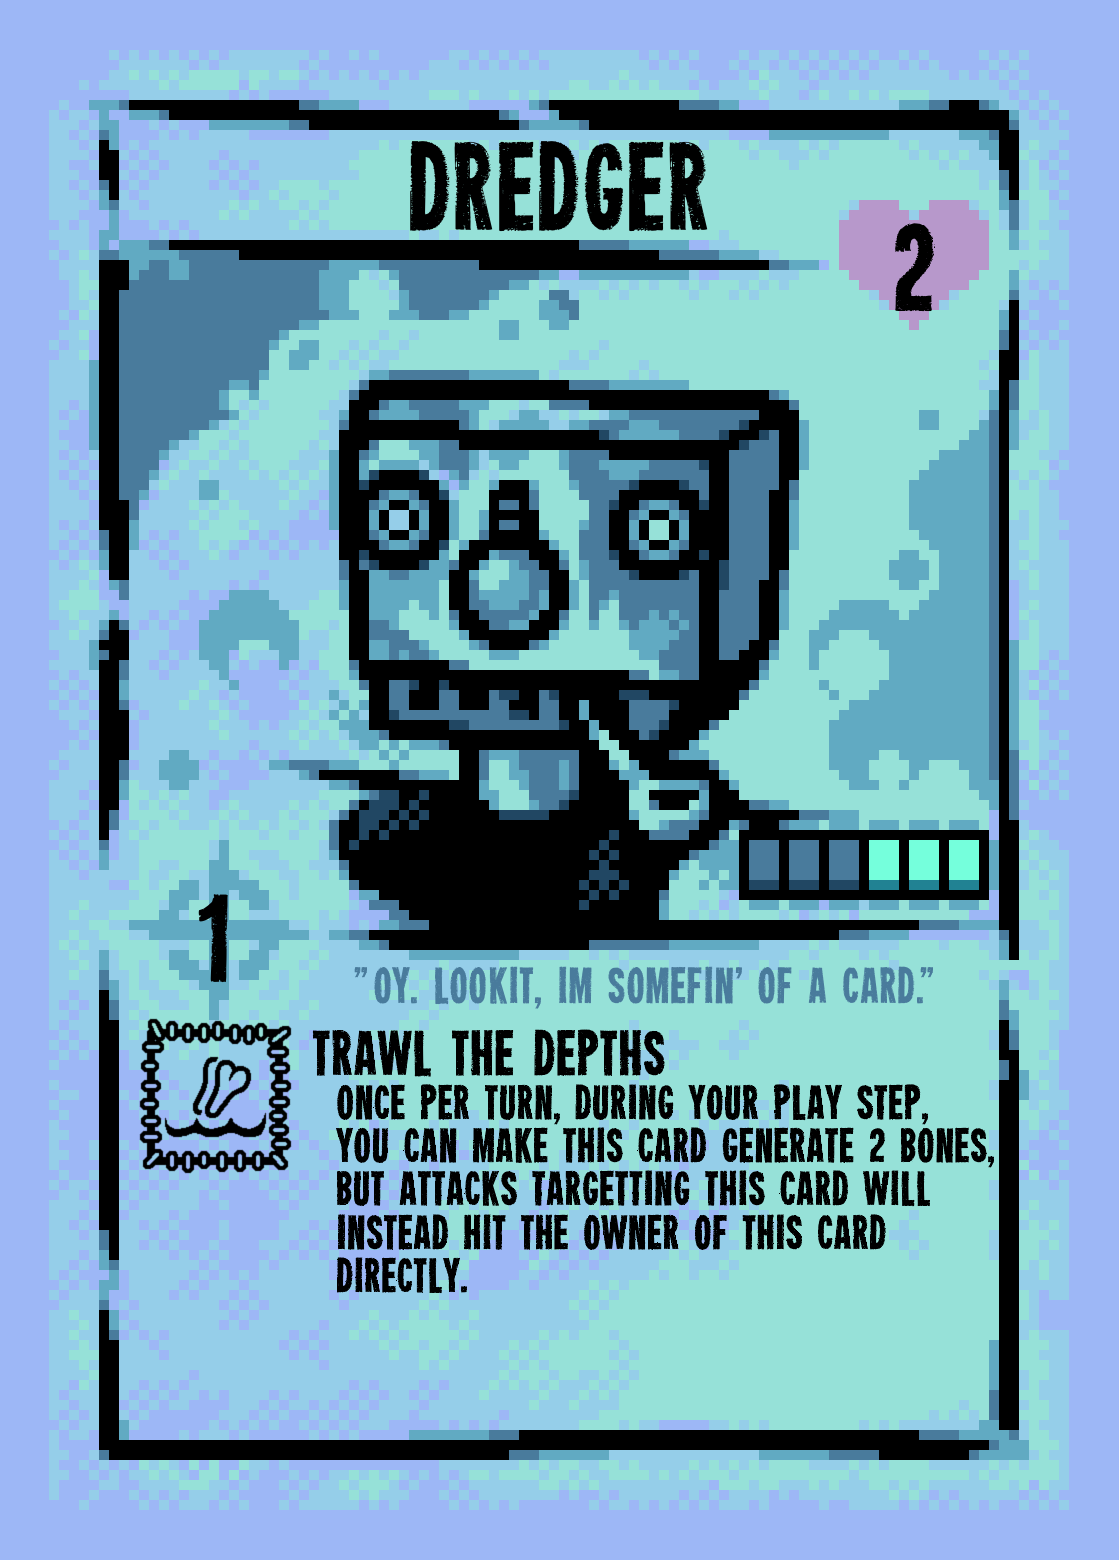 DREDGER
2
1
"OY. LOOKIT, IM SOMEFIN' OF A CARD."
TRAWL THE DEPTHS
ONCE PER TURN, DURING YOUR PLAY STEP,
YOU CAN MAKE THIS CARD GENERATE 2 BONES,
BUT ATTACKS TARGETTING THIS CARD WILL
INSTEAD HIT THE OWNER OF THIS CARD
DIRECTLY.